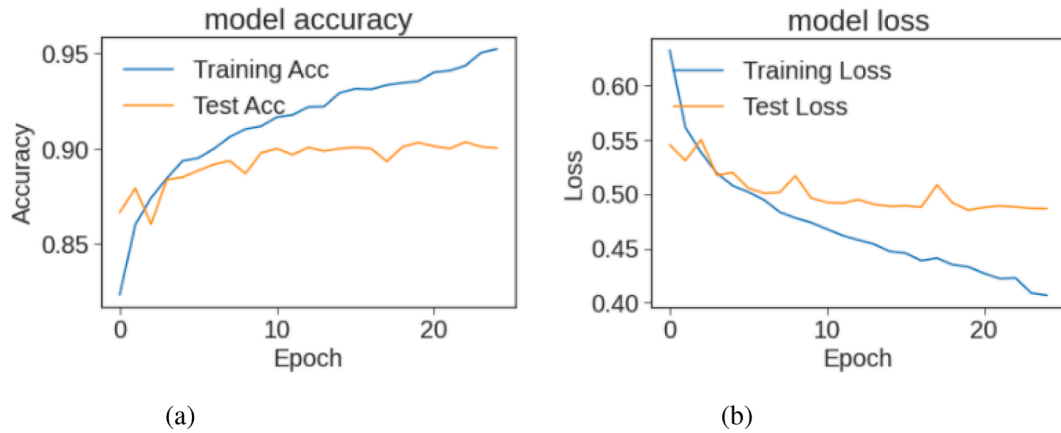 model accuracy
0.95
0.90
0.85
Accuracy
Training Acc
Test Acc
0
10
20
Epoch
(a)
model loss
0.60
0.55
0.50
0.45
0.40
Loss
Training Loss
Test Loss
0
10
20
Epoch
(b)